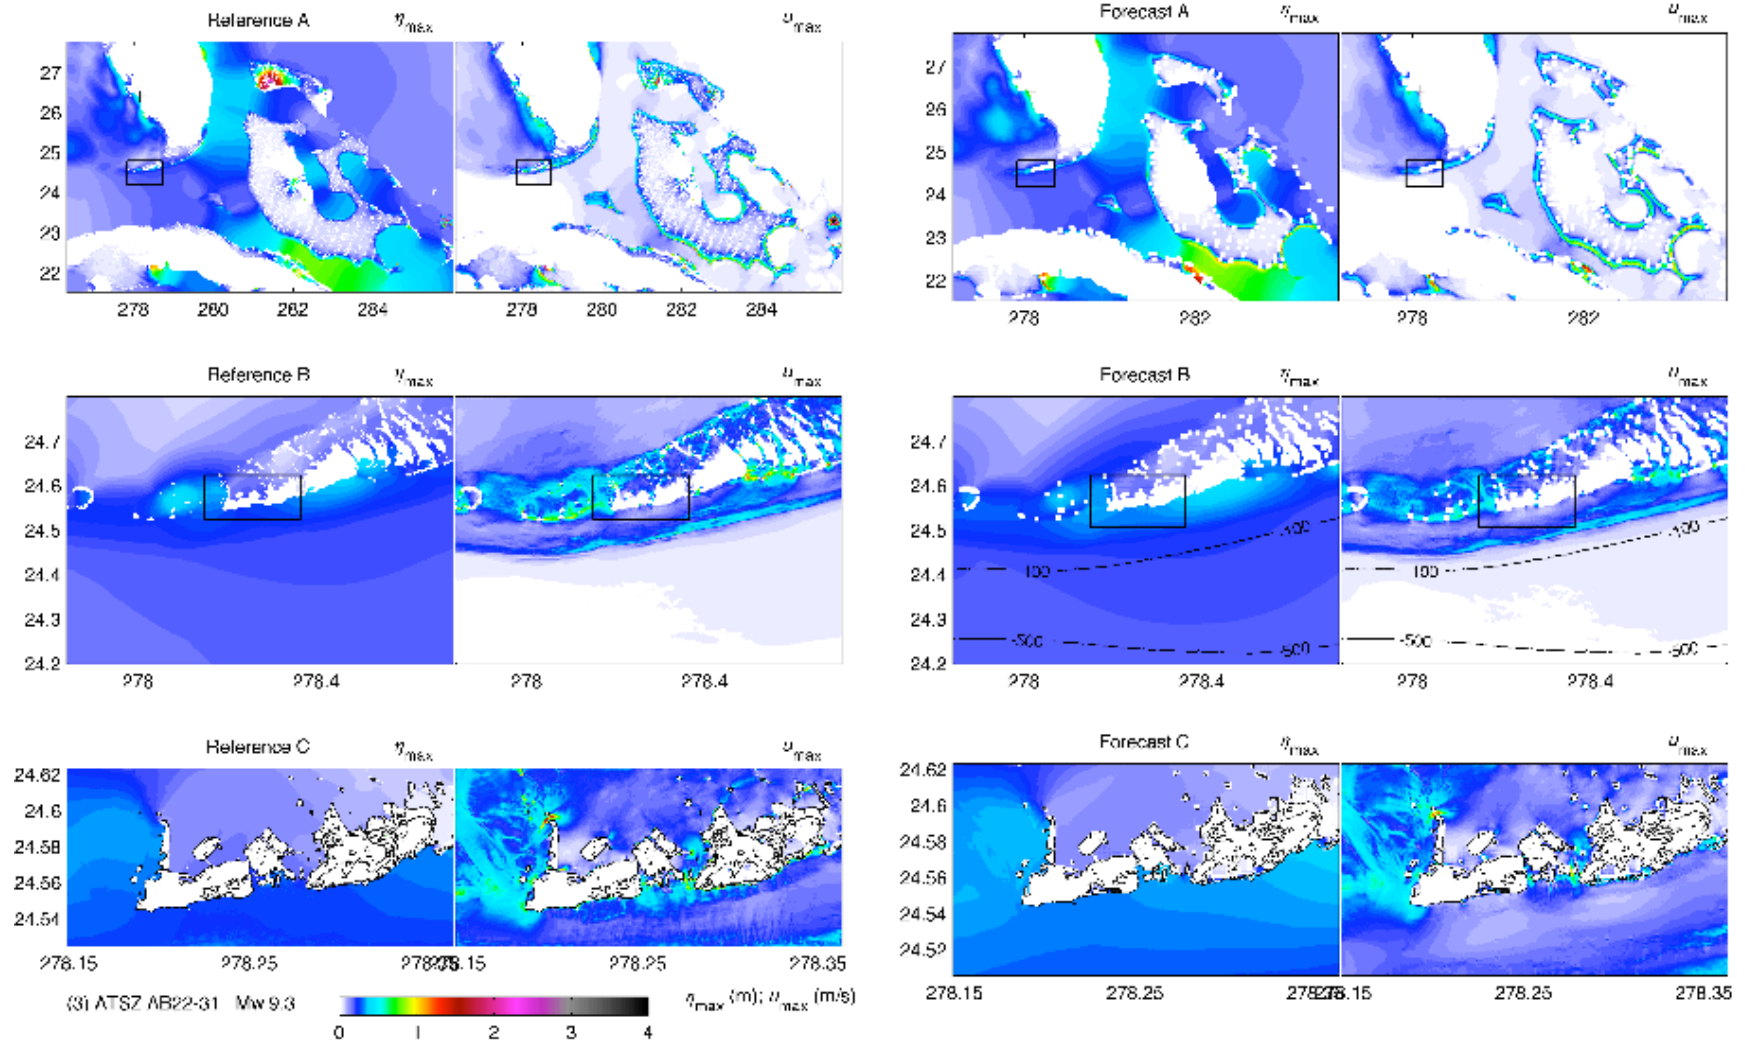 Reference A ηmax umax Forecast A ηmax umax
27 27
26 26
25 25
24 24
23 23
22 22
278 280 282 284 278 280 282 284 278 282 278 282
Reference B ηmax umax Forecast B ηmax umax
24.7 24.7
24.6 24.6
24.5 24.5 -100 -100
24.4 24.4 -100 -100
24.3 24.3
-500 -500 -500 -500
24.2 24.2
278 278.4 278 278.4 278 278.4 278 278.4
Reference C ηmax umax Forecast C ηmax umax
24.62 24.62
24.6 24.6
24.58 24.58
24.56 24.56
24.54 24.54
24.52
278.15 278.25 278.35 278.15 278.25 278.35
278.15 278.25 278.35 278.15 278.25 278.35
(3) ATSZ AB22-31 Mw 9.3 ηmax (m); umax (m/s)
0 1 2 3 4